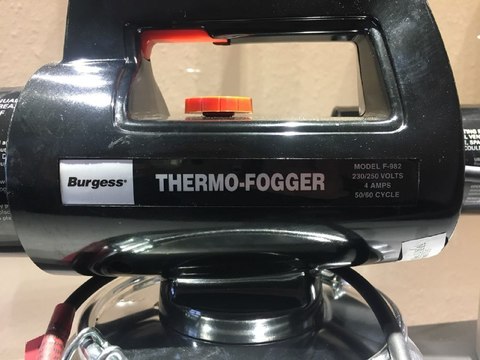 Burgess®
THERMO-FOGGER
MODEL F-982
230/250 VOLTS
4 AMPS
50/60 CYCLE